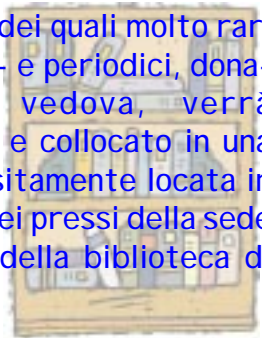 dei quali molto rar
- e periodici, dona-
vedova, verrà
e collocato in una
sitamente locata in
ei pressi della sede
della biblioteca d